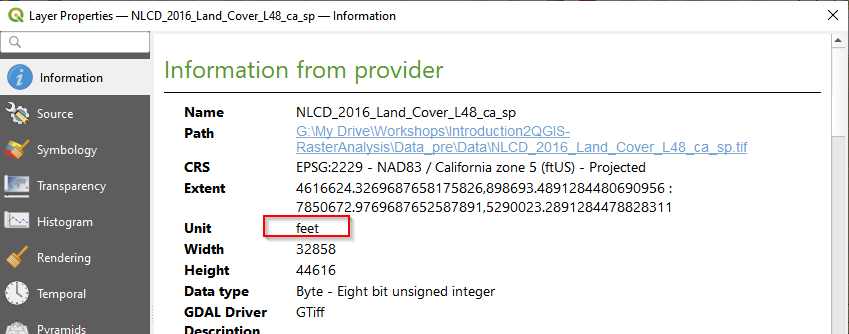 Layer Properties — NLCD_2016_Land_Cover_L48_ca_sp — Information
Information
Source
Symbology
Transparency
Histogram
Rendering
Temporal
Pyramids
Information from provider
Name NLCD_2016_Land_Cover_L48_ca_sp
Path G:\My Drive\Workshops\Introduction2QGIS-
RasterAnalysis\Data_pre\Data\NLCD_2016_Land_Cover_L48_ca_sp.tif
CRS EPSG:2229 - NAD83 / California zone 5 (ftUS) - Projected
Extent 4616624.3269687658175826,898693.4891284480690956 :
7850672.9769687652587891,5290023.2891284478828311
Unit feet
Width 32858
Height 44616
Data type Byte - Eight bit unsigned integer
GDAL Driver GTiff
Description